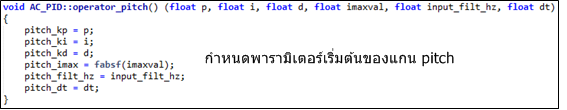 void AC_PID::operator_pitch() (float p, float i, float d, float imaxval, float input_filt_hz, float dt)
{
pitch_kp = p;
pitch_ki = i;
pitch_kd = d;
pitch_imax = fabsf(imaxval);
กำหนดพารามิเตอร์เริ่มต้นของแกน pitch
pitch_filt_hz = input_filt_hz;
pitch_dt = dt;
}